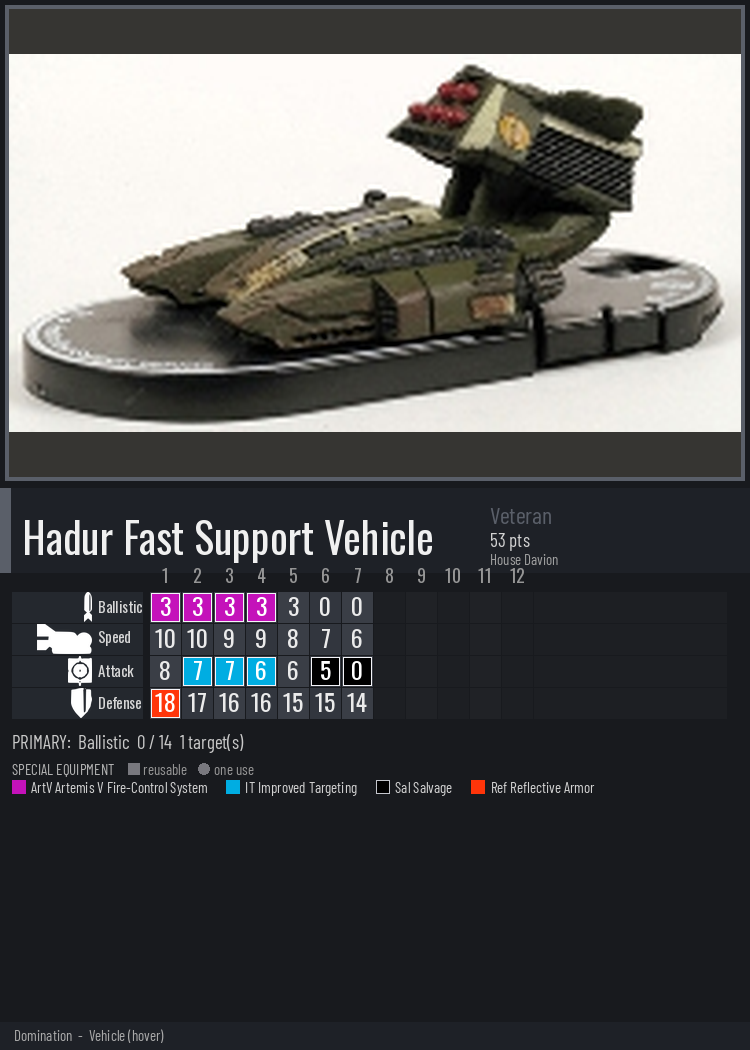 Hadur Fast Support Vehicle
Veteran
53 pts
House Davion
1 2 3 4 5 6 7 8 9 10 11 12
Ballistic 3 3 3 3 3 0 0
Speed 10 10 9 9 8 7 6
Attack 8 7 7 6 6 5 0
Defense 18 17 16 16 15 15 14
PRIMARY: Ballistic 0 / 14 1 target(s)
SPECIAL EQUIPMENT reusable one use
ArtV Artemis V Fire-Control System IT Improved Targeting Sal Salvage Ref Reflective Armor
Domination - Vehicle (hover)